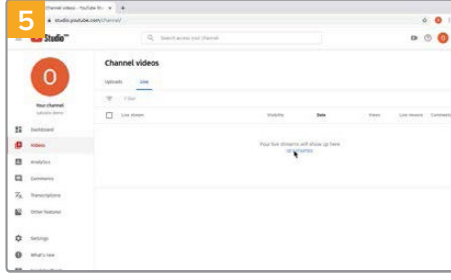 5
Channel videos - YouTube St
studio.youtube.com/channel/
Studio
Search across your channel
O
O
Your channel
Channel videos
Uploads
Live
Filter
Live stream
Visibility
Date
Views
Live viewers
Comments
Your live streams will show up here
Dashboard
Videos
Analytics
Comments
Transcriptions
Other features
Settings
What's new